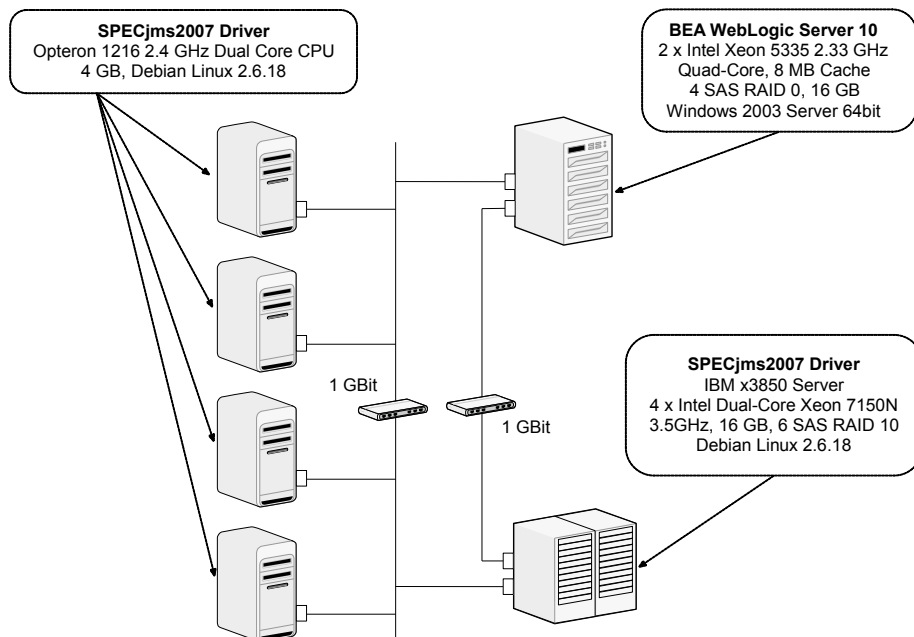 SPECjms2007 Driver
Opteron 1216 2.4 GHz Dual Core CPU
4 GB, Debian Linux 2.6.18
BEA WebLogic Server 10
2 x Intel Xeon 5335 2.33 GHz
Quad-Core, 8 MB Cache
4 SAS RAID 0, 16 GB
Windows 2003 Server 64bit
1 GBit
1 GBit
SPECjms2007 Driver
IBM x3850 Server
4 x Intel Dual-Core Xeon 7150N
3.5GHz, 16 GB, 6 SAS RAID 10
Debian Linux 2.6.18